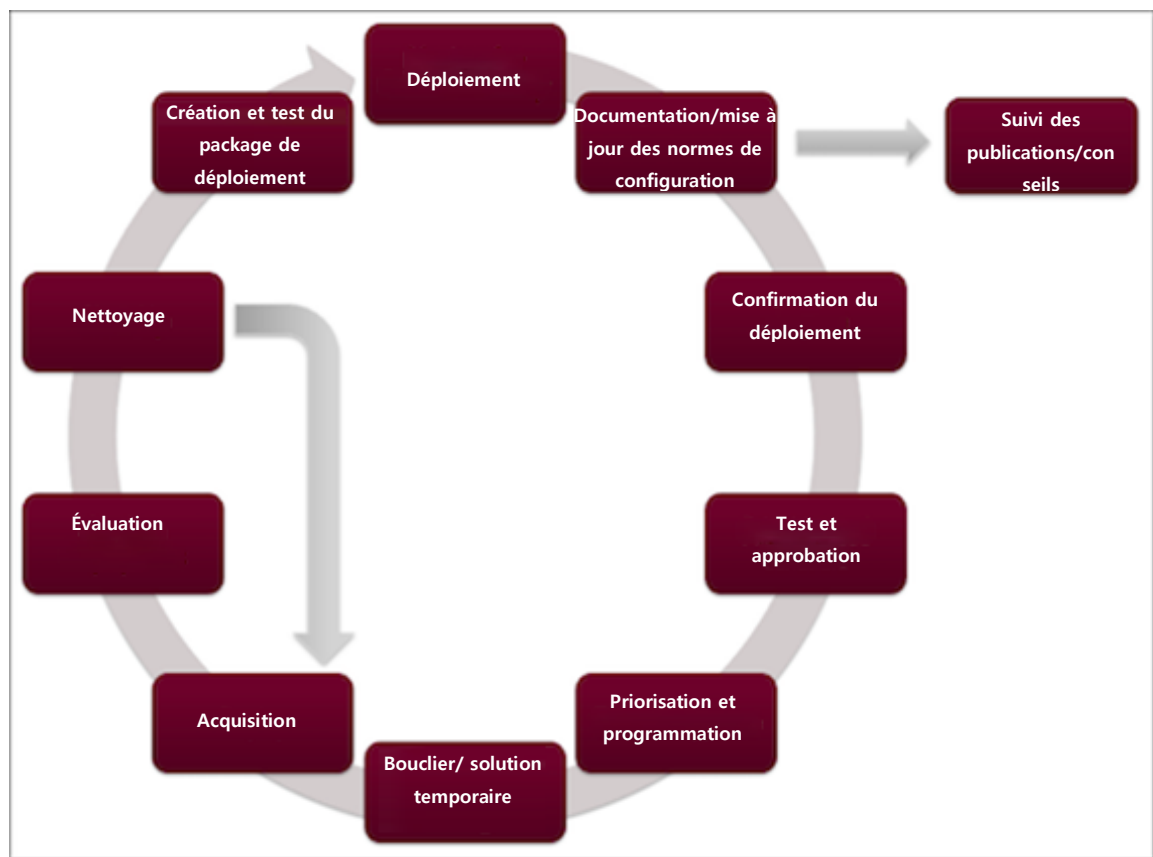 Déploiement
Création et test du
package de
déploiement
Documentation/mise à
jour des normes de
configuration
Suivi des
publications/con
seils
Nettoyage
Confirmation du
déploiement
Évaluation
Test et
approbation
Acquisition
Priorisation et
programmation
Bouclier/ solution
temporaire